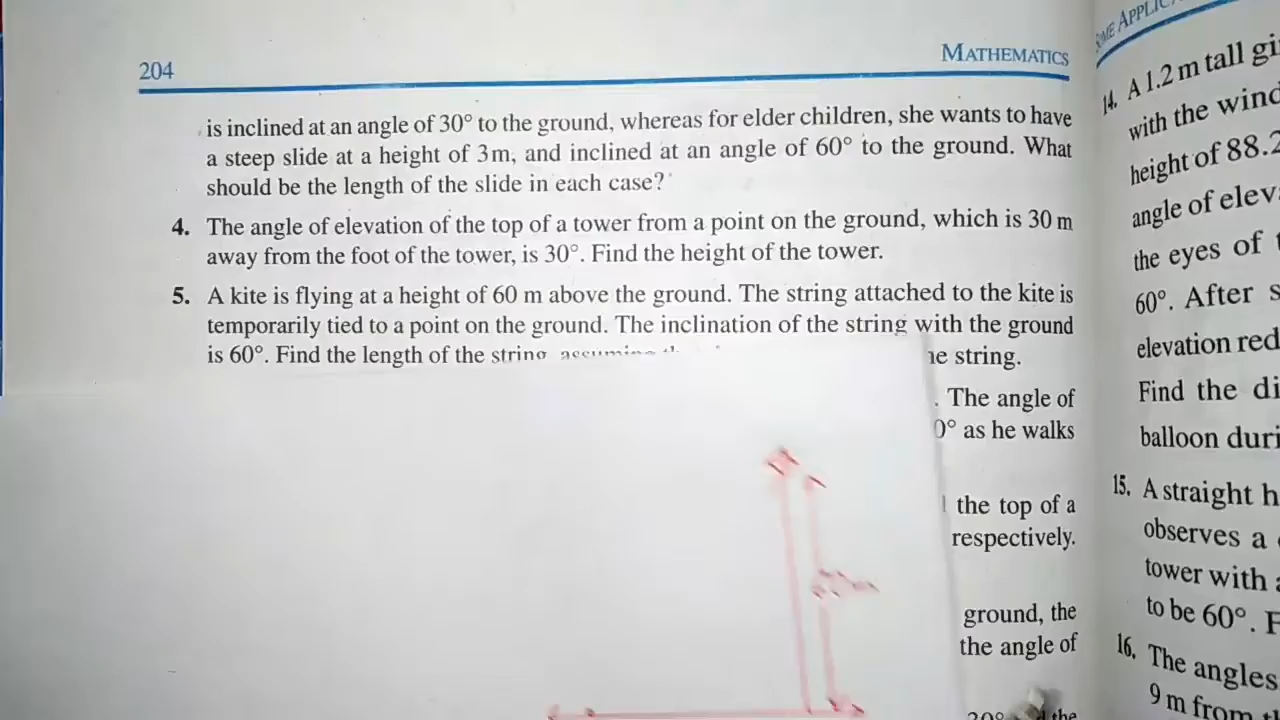 204
MATHEMATICS
is inclined at an angle of 30° to the ground, whereas for elder children, she wants to have
a steep slide at a height of 3m, and inclined at an angle of 60° to the ground. What
should be the length of the slide in each case?
4. The angle of elevation of the top of a tower from a point on the ground, which is 30 m
away from the foot of the tower, is 30°. Find the height of the tower.
5. A kite is flying at a height of 60 m above the ground. The string attached to the kite is
temporarily tied to a point on the ground. The inclination of the string with the ground
is 60°. Find the length of the string string.
. The angle of
0° as he walks
the top of a
respectively.
ground, the
the angle of
the
14. A 1.2 m tall
with the
height of 88.2
angle of
the eyes of
60°. After
elevation
Find the
balloon
15. A straight
observes a
tower with
to be 60°.
16. The angles
9 m from